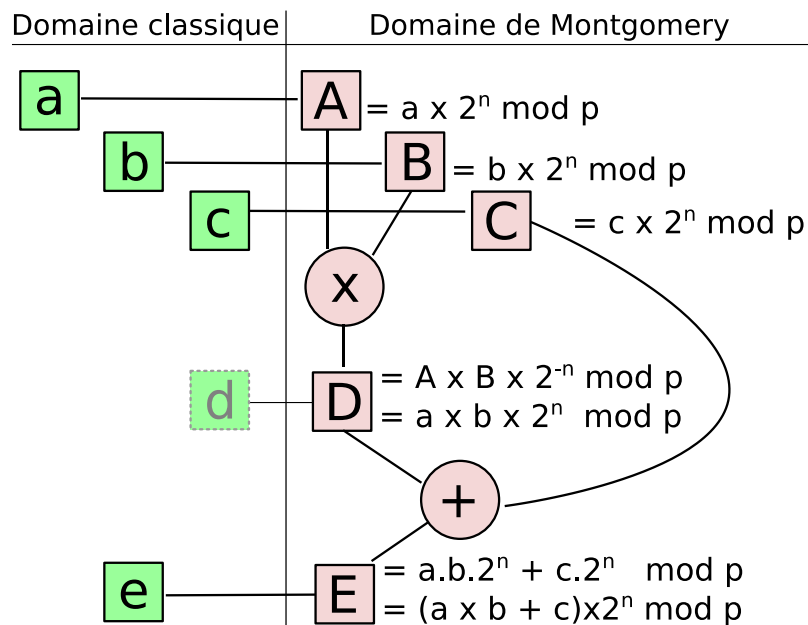 Domaine classique Domaine de Montgomery
a A = a x 2ⁿ mod p
b B = b x 2ⁿ mod p
c C = c x 2ⁿ mod p
x
d D = A x B x 2⁻ⁿ mod p
= a x b x 2ⁿ mod p
+
e E = a.b.2ⁿ + c.2ⁿ mod p
= (a x b + c)x2ⁿ mod p